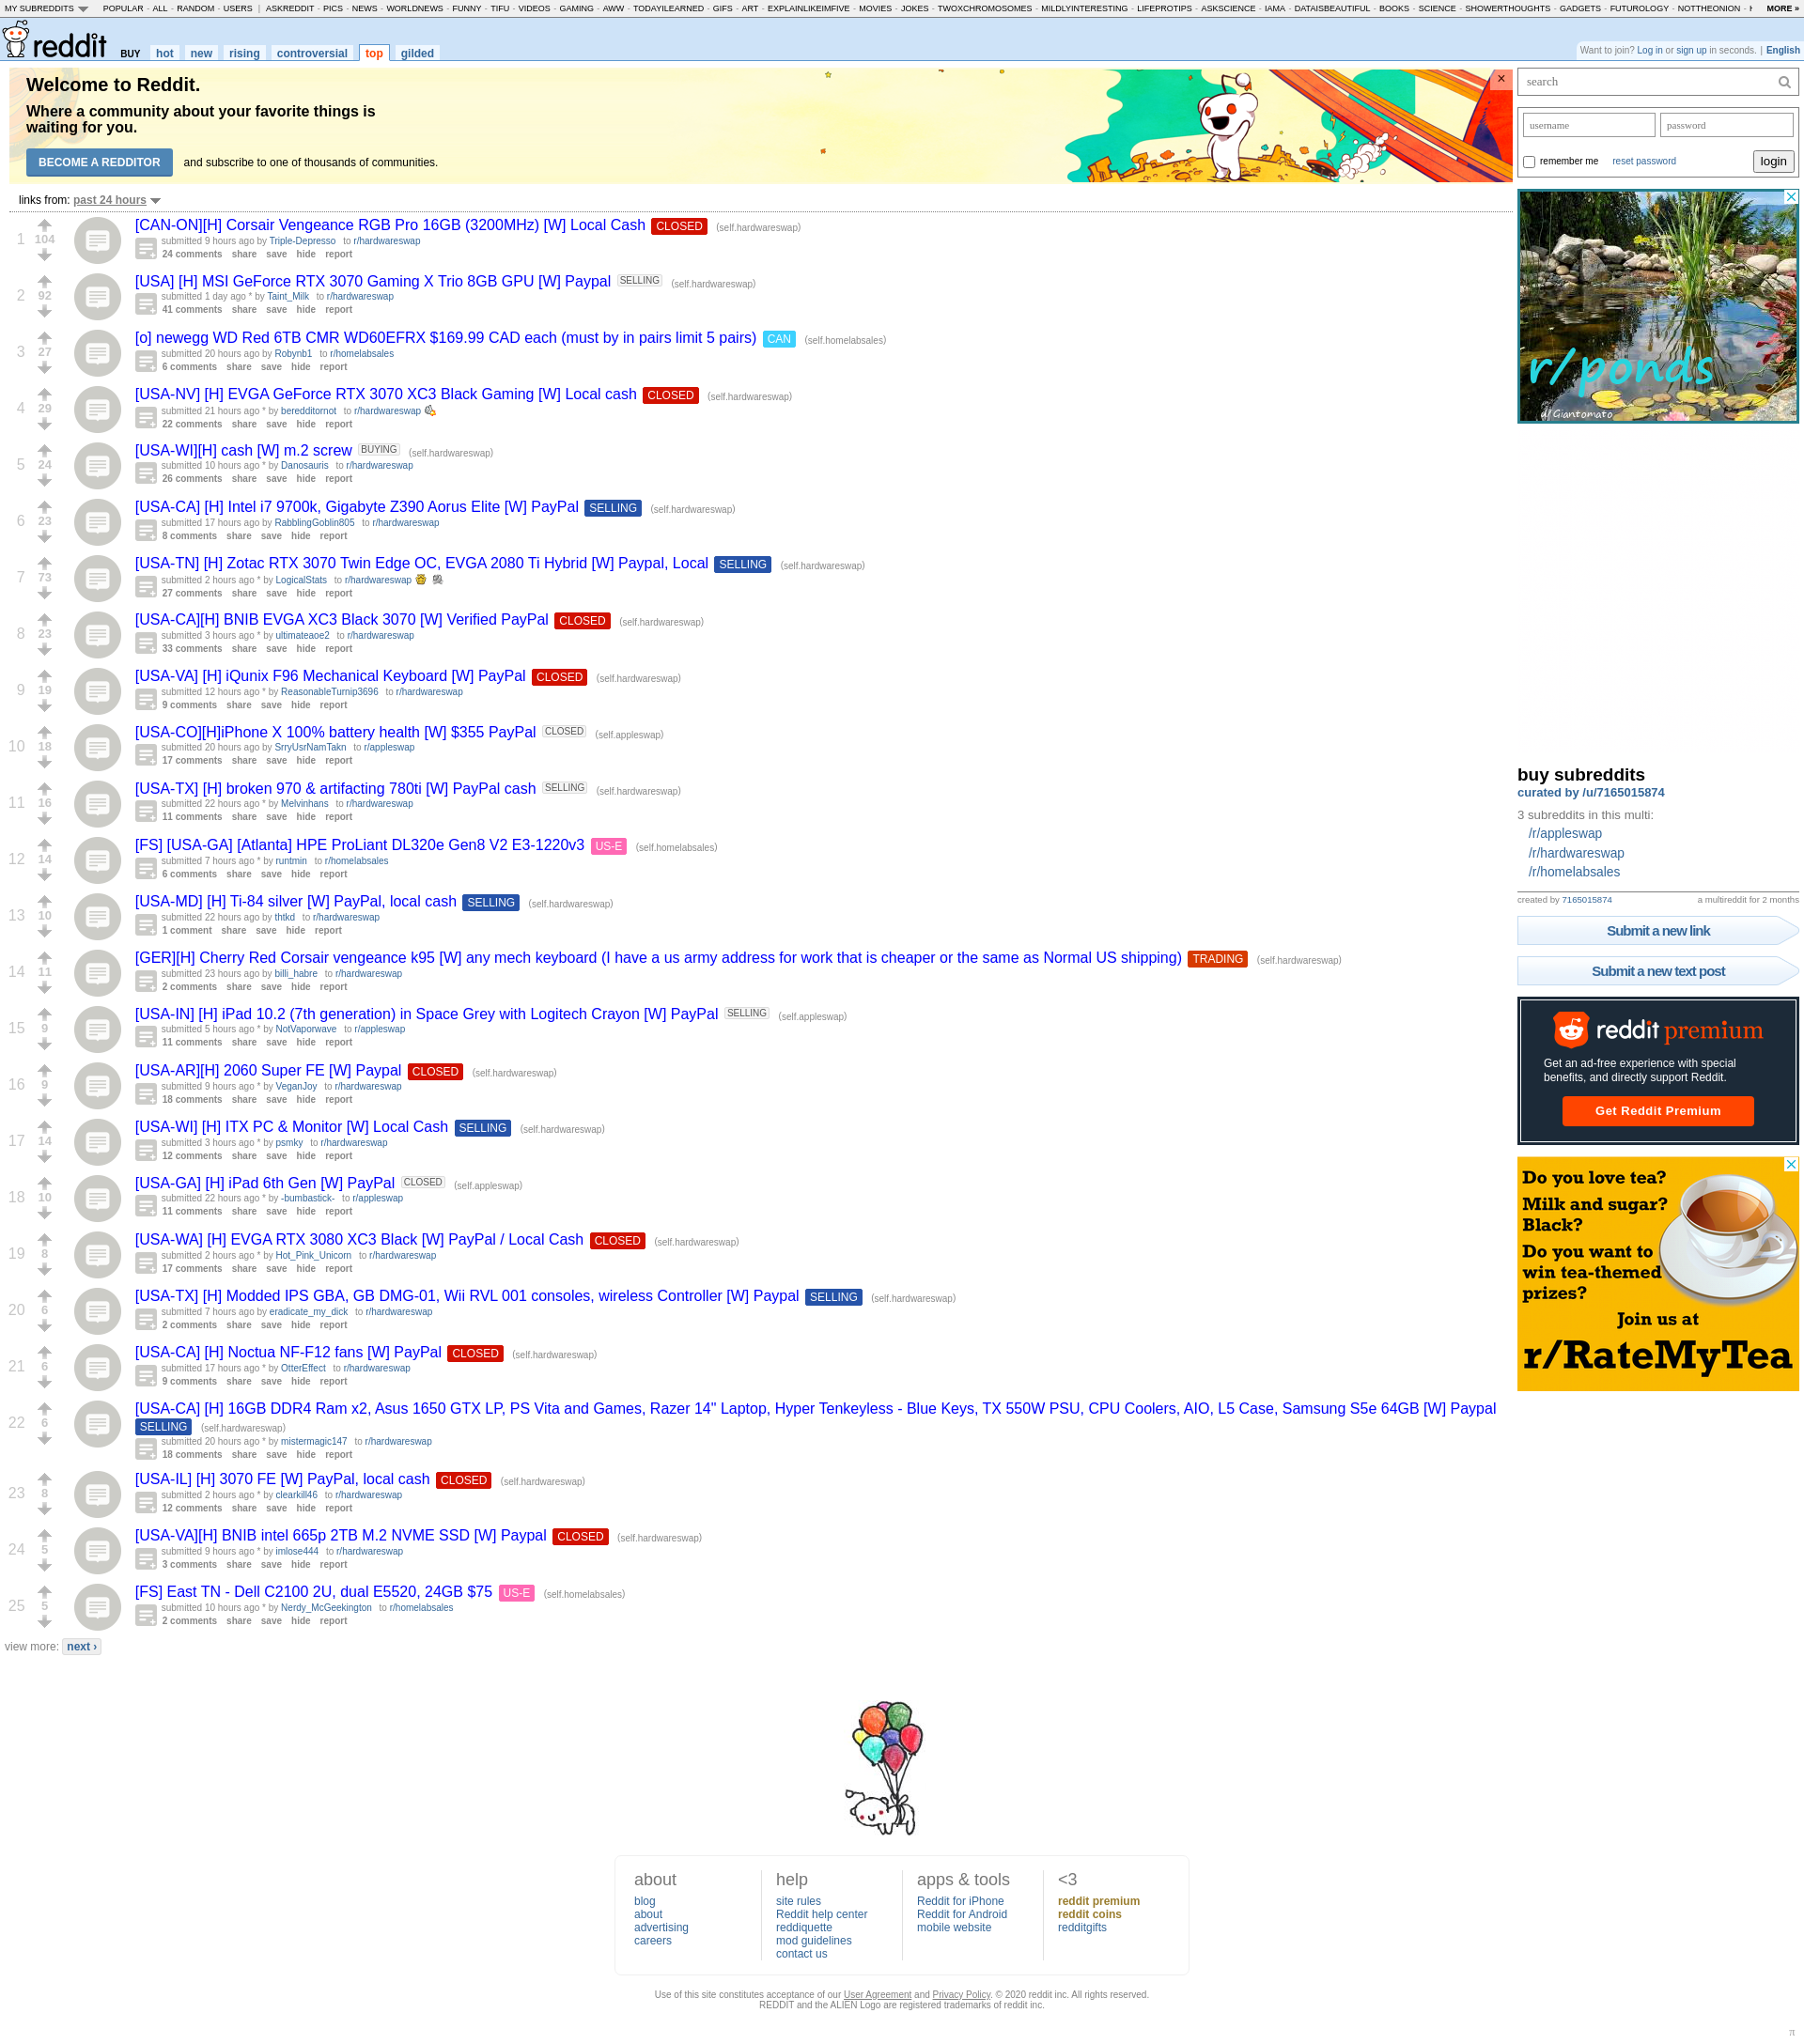 MY SUBREDDITS POPULAR - ALL - RANDOM - USERS | ASKREDDIT - PICS - NEWS - WORLDNEWS - FUNNY - TIFU - VIDEOS - GAMING - AWW - TODAYILEARNED - GIFS - ART - EXPLAINLIKEIMFIVE - MOVIES - JOKES - TWOXCHROMOSOMES - MILDLYINTERESTING - LIFEPROTIPS - ASKSCIENCE - IAMA - DATAISBEAUTIFUL - BOOKS - SCIENCE - SHOWERTHOUGHTS - GADGETS - FUTUROLOGY - NOTTHEONION - MORE »
reddit BUY hot new rising controversial top gilded
Want to join? Log in or sign up in seconds. | English
Welcome to Reddit.
Where a community about your favorite things is
waiting for you.
BECOME A REDDITOR and subscribe to one of thousands of communities.
links from: past 24 hours
1 104 [CAN-ON][H] Corsair Vengeance RGB Pro 16GB (3200MHz) [W] Local Cash CLOSED (self.hardwareswap)
submitted 9 hours ago by Triple-Depresso to r/hardwareswap
24 comments share save hide report
2 92 [USA] [H] MSI GeForce RTX 3070 Gaming X Trio 8GB GPU [W] Paypal SELLING (self.hardwareswap)
submitted 1 day ago * by Taint_Milk to r/hardwareswap
41 comments share save hide report
3 27 [o] newegg WD Red 6TB CMR WD60EFRX $169.99 CAD each (must by in pairs limit 5 pairs) CAN (self.homelabsales)
submitted 20 hours ago by Robynb1 to r/homelabsales
6 comments share save hide report
4 29 [USA-NV] [H] EVGA GeForce RTX 3070 XC3 Black Gaming [W] Local cash CLOSED (self.hardwareswap)
submitted 21 hours ago * by beredditornot to r/hardwareswap
22 comments share save hide report
5 24 [USA-WI][H] cash [W] m.2 screw BUYING (self.hardwareswap)
submitted 10 hours ago * by Danosauris to r/hardwareswap
26 comments share save hide report
6 23 [USA-CA] [H] Intel i7 9700k, Gigabyte Z390 Aorus Elite [W] PayPal SELLING (self.hardwareswap)
submitted 17 hours ago by RabblingGoblin805 to r/hardwareswap
8 comments share save hide report
7 73 [USA-TN] [H] Zotac RTX 3070 Twin Edge OC, EVGA 2080 Ti Hybrid [W] Paypal, Local SELLING (self.hardwareswap)
submitted 2 hours ago * by LogicalStats to r/hardwareswap
27 comments share save hide report
8 23 [USA-CA][H] BNIB EVGA XC3 Black 3070 [W] Verified PayPal CLOSED (self.hardwareswap)
submitted 3 hours ago * by ultimateaoe2 to r/hardwareswap
33 comments share save hide report
9 19 [USA-VA] [H] iQunix F96 Mechanical Keyboard [W] PayPal CLOSED (self.hardwareswap)
submitted 12 hours ago * by ReasonableTurnip3696 to r/hardwareswap
9 comments share save hide report
10 18 [USA-CO][H]iPhone X 100% battery health [W] $355 PayPal CLOSED (self.appleswap)
submitted 20 hours ago by SrryUsrNamTakn to r/appleswap
17 comments share save hide report
11 16 [USA-TX] [H] broken 970 & artifacting 780ti [W] PayPal cash SELLING (self.hardwareswap)
submitted 22 hours ago * by Melvinhans to r/hardwareswap
11 comments share save hide report
12 14 [FS] [USA-GA] [Atlanta] HPE ProLiant DL320e Gen8 V2 E3-1220v3 US-E (self.homelabsales)
submitted 7 hours ago * by runtmin to r/homelabsales
6 comments share save hide report
13 10 [USA-MD] [H] Ti-84 silver [W] PayPal, local cash SELLING (self.hardwareswap)
submitted 22 hours ago * by thtkd to r/hardwareswap
1 comment share save hide report
14 11 [GER][H] Cherry Red Corsair vengeance k95 [W] any mech keyboard (I have a us army address for work that is cheaper or the same as Normal US shipping) TRADING (self.hardwareswap)
submitted 23 hours ago by billi_habre to r/hardwareswap
2 comments share save hide report
15 9 [USA-IN] [H] iPad 10.2 (7th generation) in Space Grey with Logitech Crayon [W] PayPal SELLING (self.appleswap)
submitted 5 hours ago * by NotVaporwave to r/appleswap
11 comments share save hide report
16 9 [USA-AR][H] 2060 Super FE [W] Paypal CLOSED (self.hardwareswap)
submitted 9 hours ago * by VeganJoy to r/hardwareswap
18 comments share save hide report
17 14 [USA-WI] [H] ITX PC & Monitor [W] Local Cash SELLING (self.hardwareswap)
submitted 3 hours ago * by psmky to r/hardwareswap
12 comments share save hide report
18 10 [USA-GA] [H] iPad 6th Gen [W] PayPal CLOSED (self.appleswap)
submitted 22 hours ago * by -bumbastick- to r/appleswap
11 comments share save hide report
19 8 [USA-WA] [H] EVGA RTX 3080 XC3 Black [W] PayPal / Local Cash CLOSED (self.hardwareswap)
submitted 2 hours ago * by Hot_Pink_Unicorn to r/hardwareswap
17 comments share save hide report
20 6 [USA-TX] [H] Modded IPS GBA, GB DMG-01, Wii RVL 001 consoles, wireless Controller [W] Paypal SELLING (self.hardwareswap)
submitted 7 hours ago by eradicate_my_dick to r/hardwareswap
2 comments share save hide report
21 6 [USA-CA] [H] Noctua NF-F12 fans [W] PayPal CLOSED (self.hardwareswap)
submitted 17 hours ago * by OtterEffect to r/hardwareswap
9 comments share save hide report
22 6 [USA-CA] [H] 16GB DDR4 Ram x2, Asus 1650 GTX LP, PS Vita and Games, Razer 14" Laptop, Hyper Tenkeyless - Blue Keys, TX 550W PSU, CPU Coolers, AIO, L5 Case, Samsung S5e 64GB [W] Paypal
SELLING (self.hardwareswap)
submitted 20 hours ago * by mistermagic147 to r/hardwareswap
18 comments share save hide report
23 8 [USA-IL] [H] 3070 FE [W] PayPal, local cash CLOSED (self.hardwareswap)
submitted 2 hours ago * by clearkill46 to r/hardwareswap
12 comments share save hide report
24 5 [USA-VA][H] BNIB intel 665p 2TB M.2 NVME SSD [W] Paypal CLOSED (self.hardwareswap)
submitted 9 hours ago * by imlose444 to r/hardwareswap
3 comments share save hide report
25 5 [FS] East TN - Dell C2100 2U, dual E5520, 24GB $75 US-E (self.homelabsales)
submitted 10 hours ago * by Nerdy_McGeekington to r/homelabsales
2 comments share save hide report
view more: next ›
search
username password
remember me reset password login
r/ponds
u/Giantomato
buy subreddits
curated by /u/7165015874
3 subreddits in this multi:
/r/appleswap
/r/hardwareswap
/r/homelabsales
created by 7165015874 a multireddit for 2 months
Submit a new link
Submit a new text post
reddit premium
Get an ad-free experience with special
benefits, and directly support Reddit.
Get Reddit Premium
Do you love tea?
Milk and sugar?
Black?
Do you want to
win tea-themed
prizes?
Join us at
r/RateMyTea
about
blog
about
advertising
careers
help
site rules
Reddit help center
reddiquette
mod guidelines
contact us
apps & tools
Reddit for iPhone
Reddit for Android
mobile website
<3
reddit premium
reddit coins
redditgifts
Use of this site constitutes acceptance of our User Agreement and Privacy Policy. © 2020 reddit inc. All rights reserved.
REDDIT and the ALIEN Logo are registered trademarks of reddit inc.
π